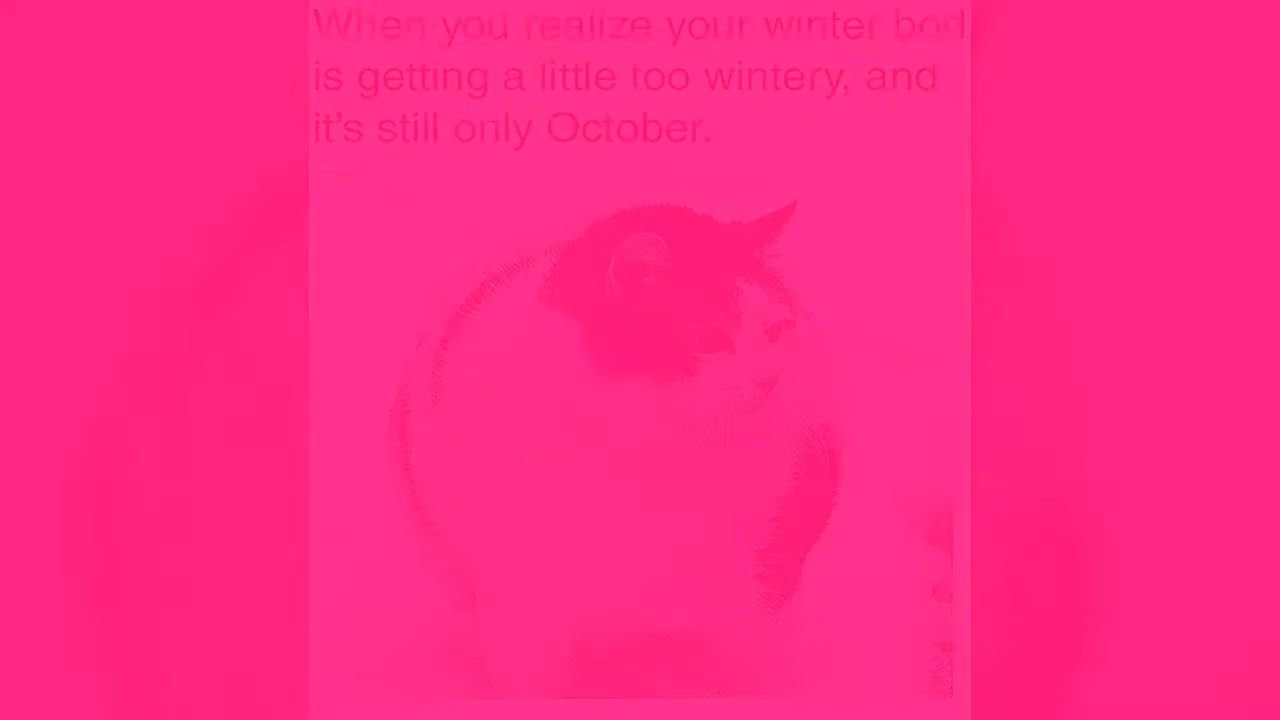 When you realize your winter bod
is getting a little too wintery, and
it's still only October.